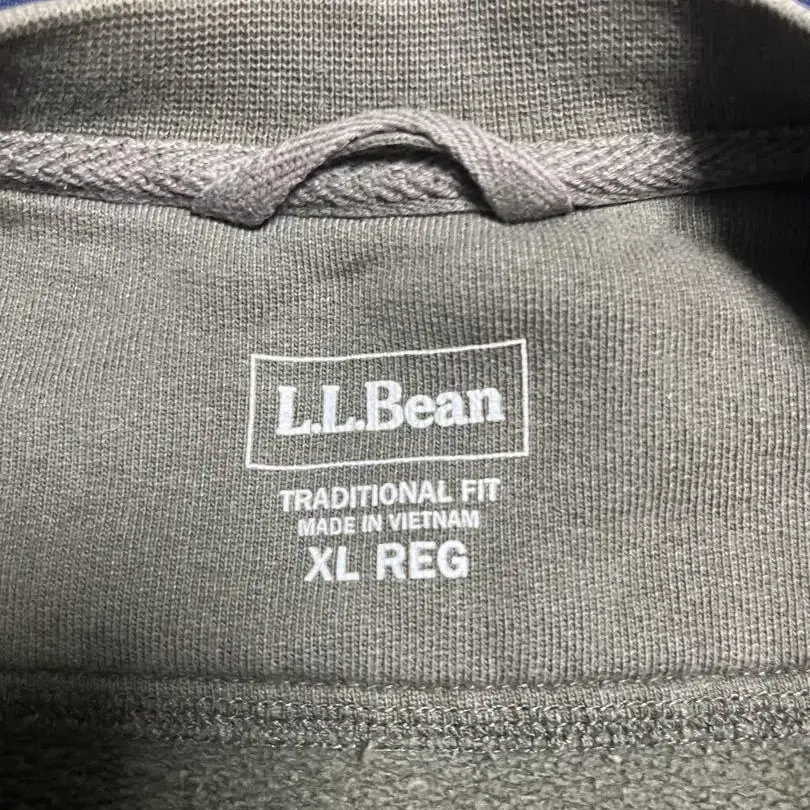 L.L.Bean
TRADITIONAL FIT
MADE IN VIETNAM
XL REG